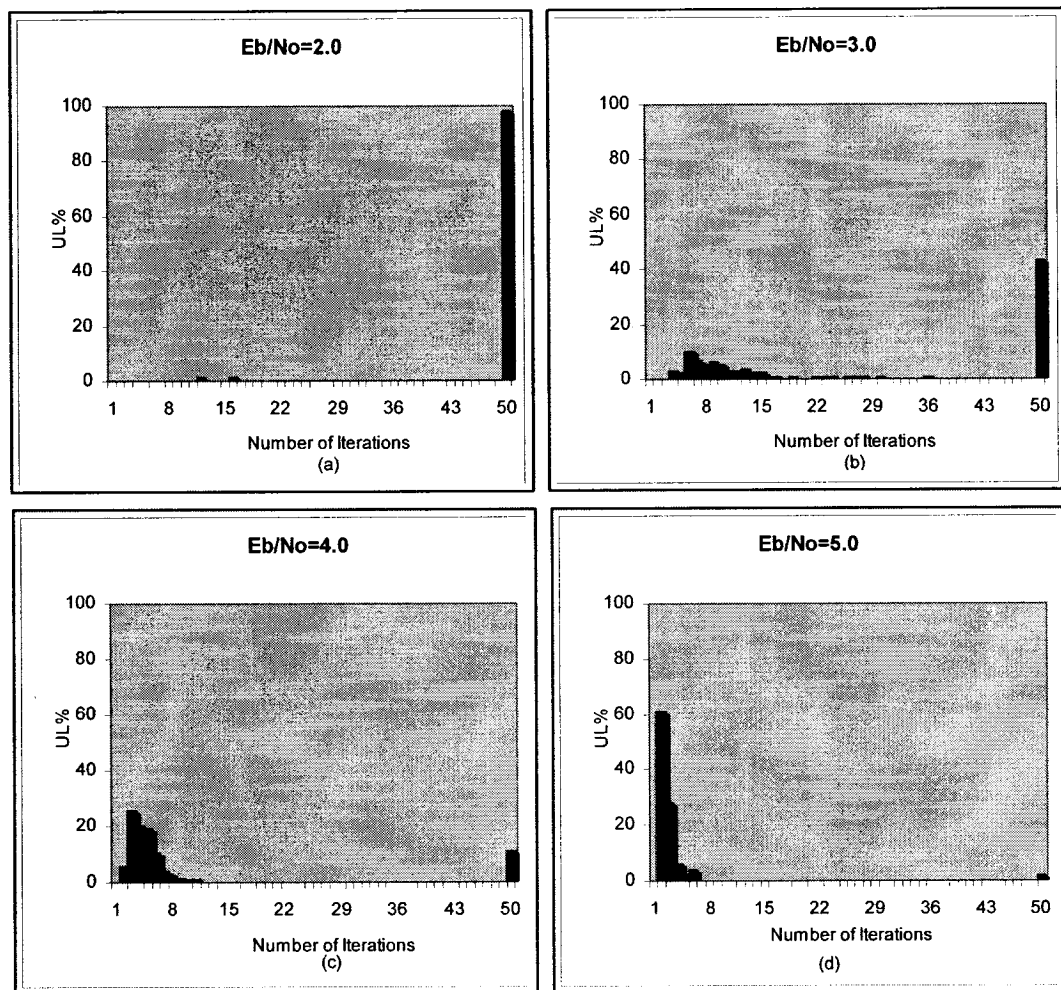 Eb/No=2.0
100
80
60
40
20
0
UL%
1 8 15 22 29 36 43 50
Number of Iterations
(a)
Eb/No=3.0
100
80
60
40
20
0
UL%
1 8 15 22 29 36 43 50
Number of Iterations
(b)
Eb/No=4.0
100
80
60
40
20
0
UL%
1 8 15 22 29 36 43 50
Number of Iterations
(c)
Eb/No=5.0
100
80
60
40
20
0
UL%
1 8 15 22 29 36 43 50
Number of Iterations
(d)